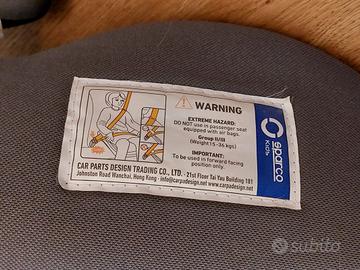 WARNING
EXTREME HAZARD:
DO NOT USE in passenger seat
equipped with air bags.
Group II/III
(Weight 15-36 kgs)
IMPORTANT:
To be used in forward facing
position only.
sparco
Kids
CAR PARTS DESIGN TRADING CO., LTD. - 21st Floor Tai Yau Building 181
Johnston Road Wanchai, Hong Kong - info@carpadesign.net www.carpadesign.net
subito